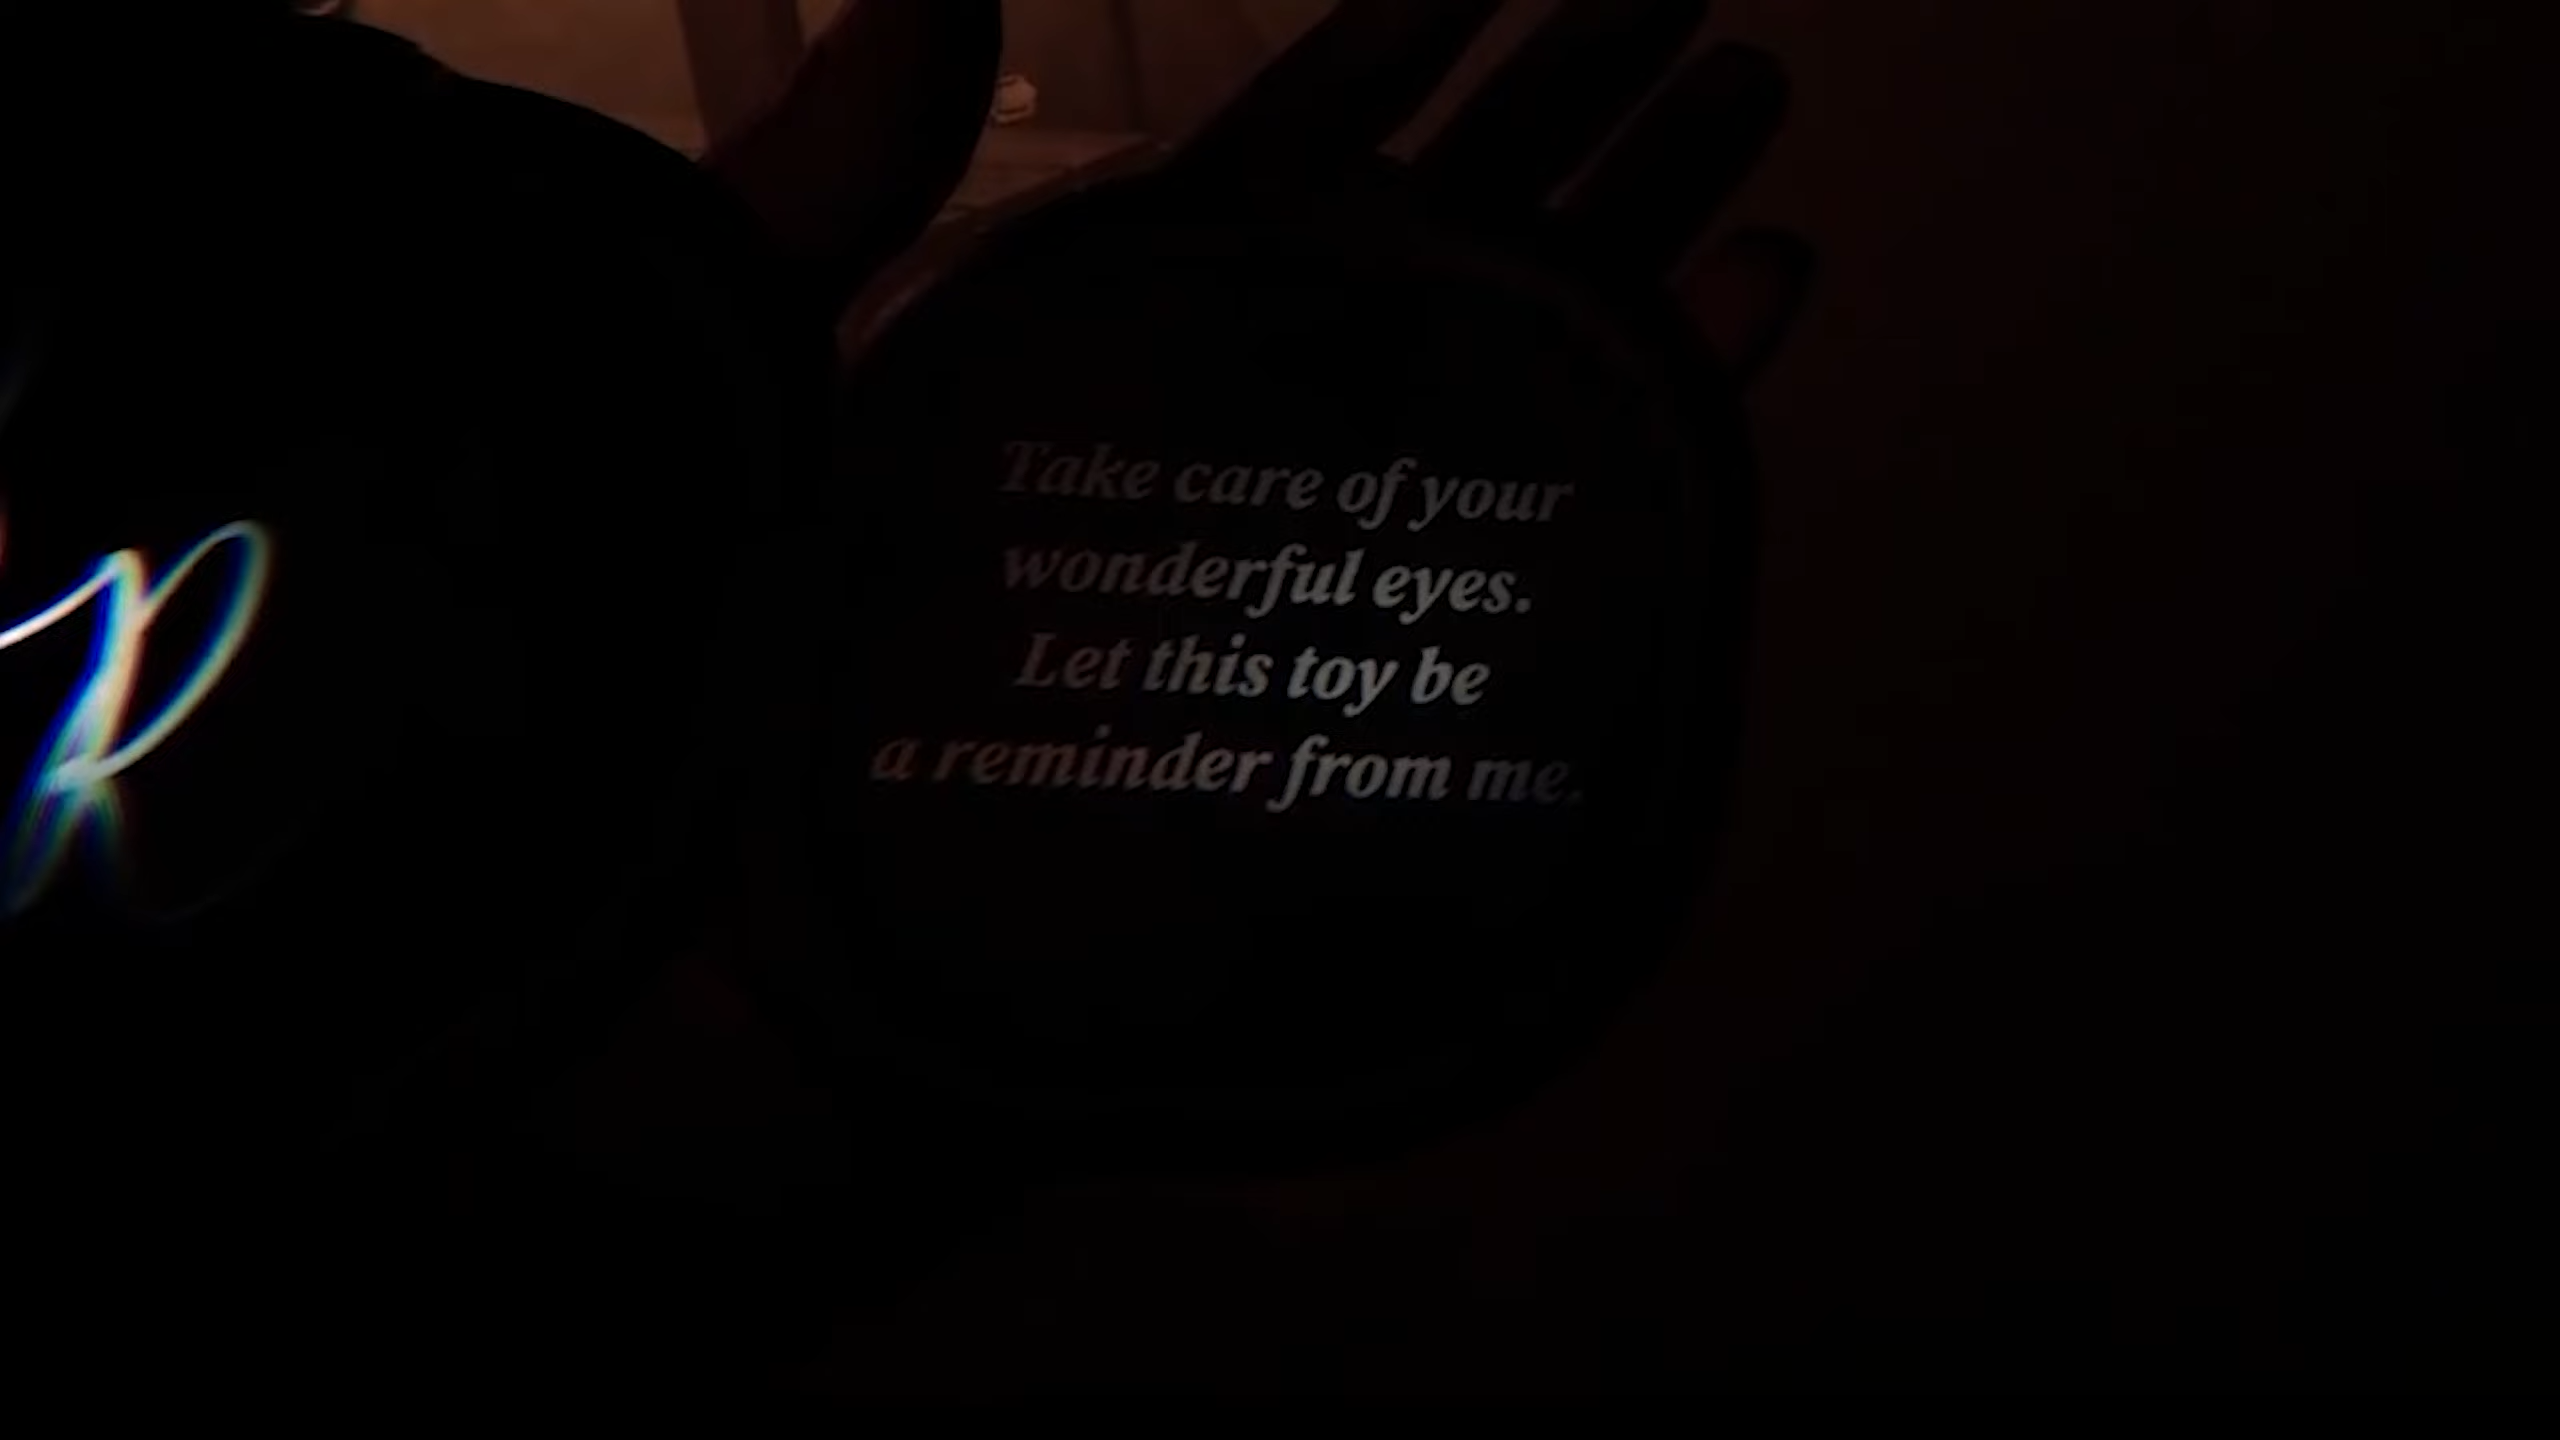 Take care of your
wonderful eyes.
Let this toy be
a reminder from me.